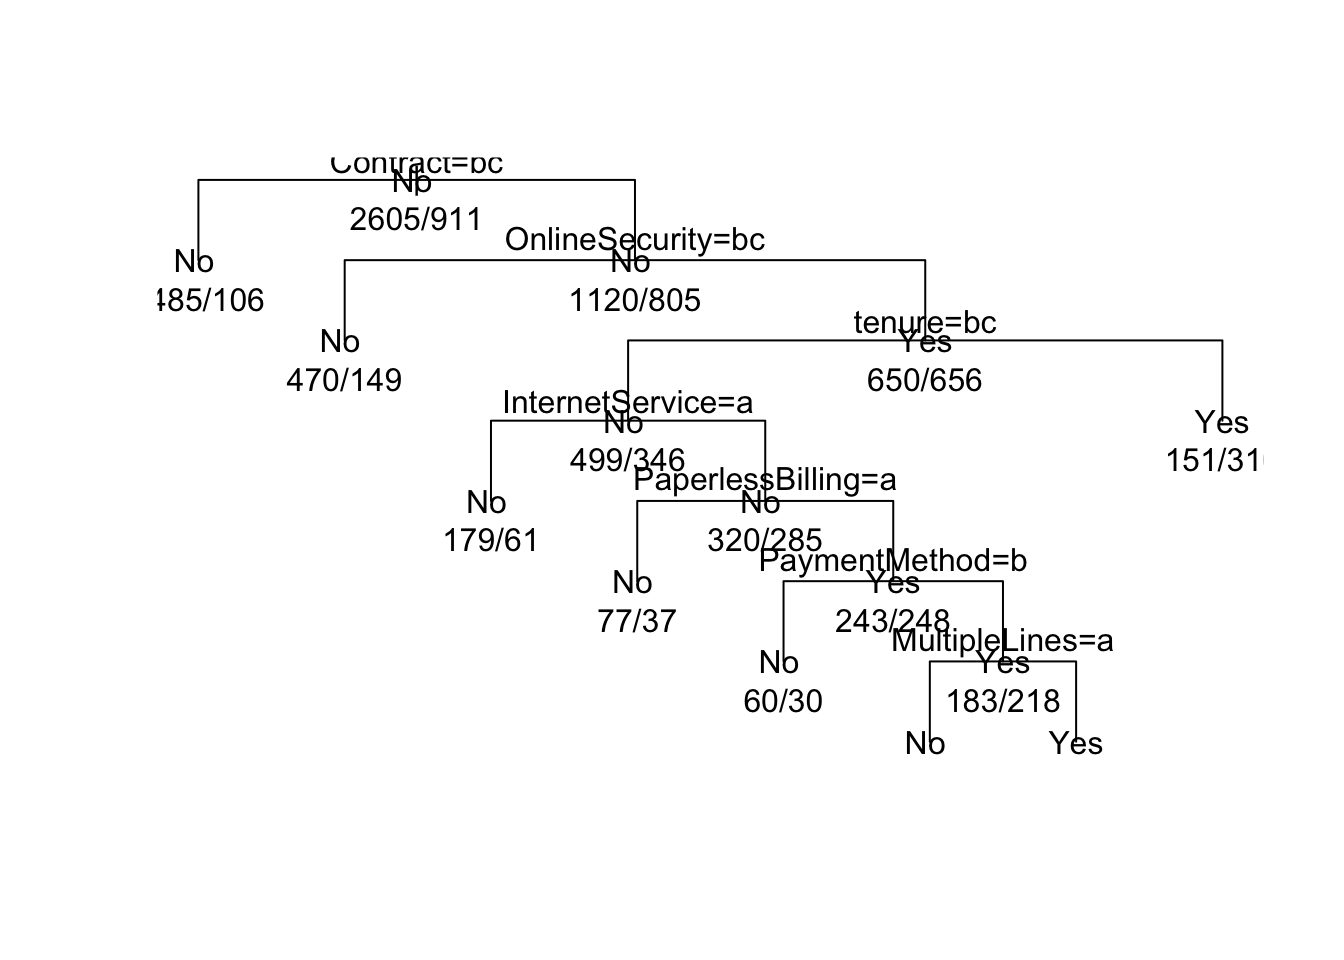 Contract=bc
No
2605/911
OnlineSecurity=bc
No
No
485/106
1120/805
tenure=bc
No
Yes
470/149
650/656
InternetService=a
No
Yes
499/346
151/31
PaperlessBilling=a
No
No
179/61
320/285
PaymentMethod=b
No
Yes
77/37
243/248
MultipleLines=a
No
Yes
60/30
183/218
No
Yes